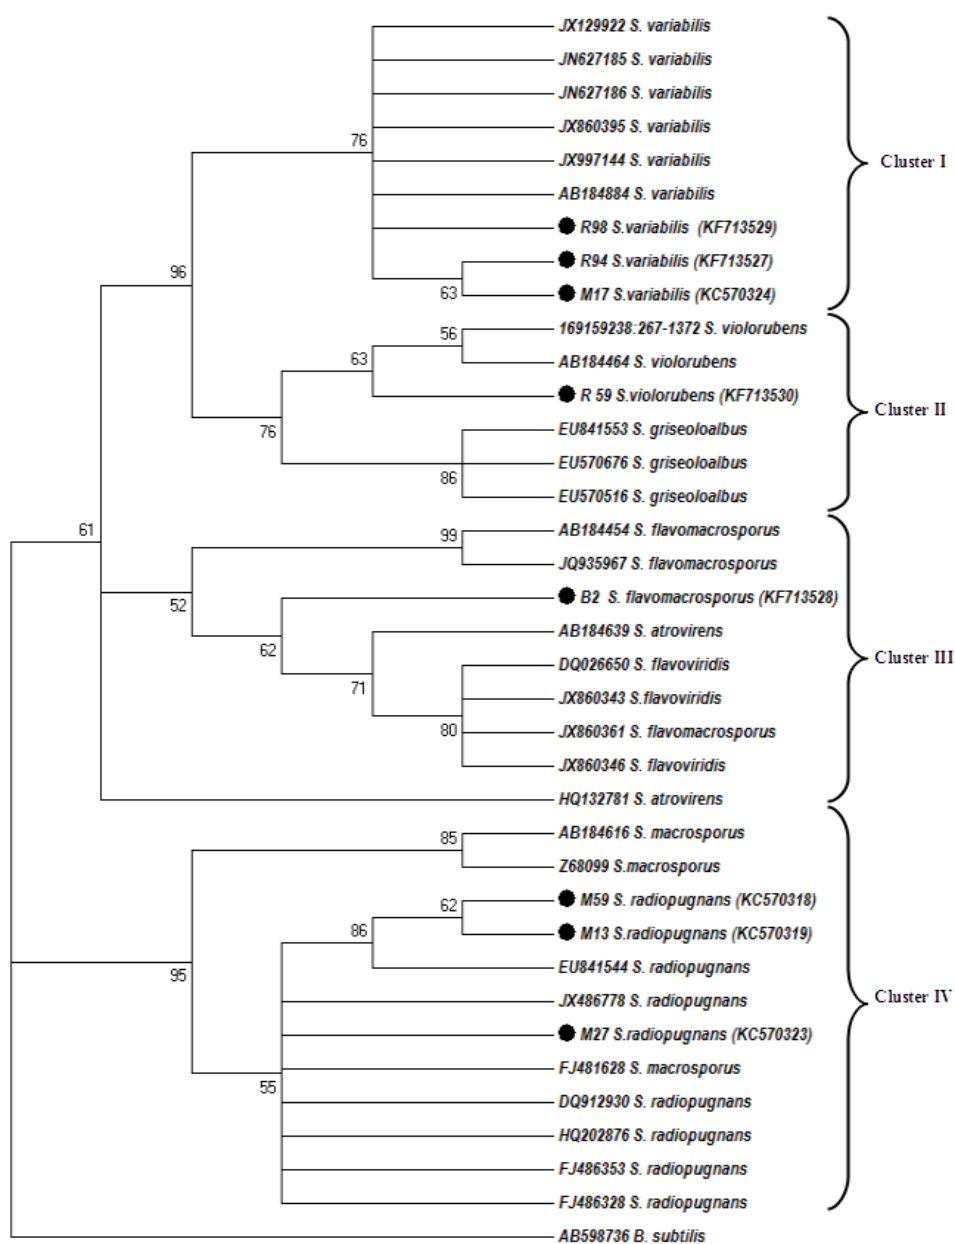 JX129922 S. variabilis
JN627185 S. variabilis
JN627186 S. variabilis
JX860395 S. variabilis
76
JX997144 S. variabilis
Cluster I
AB184884 S. variabilis
R98 S.variabilis (KF713529)
R94 S.variabilis (KF713527)
96
M17 S.variabilis (KC570324)
63
169159238:267-1372 S. violorubens
56
AB184464 S. violorubens
63
R 59 S.violorubens (KF713530)
Cluster II
EU841553 S. griseoloalbus
76
EU570676 S. griseoloalbus
86
EU570516 S. griseoloalbus
AB184454 S. flavomacrosporus
61
99
JQ935967 S. flavomacrosporus
B2 S. flavomacrosporus (KF713528)
52
AB184639 S. atrovirens
62
DQ026650 S. flavoviridis
Cluster III
71
JX860343 S.flavoviridis
JX860361 S. flavomacrosporus
80
JX860346 S. flavoviridis
HQ132781 S. atrovirens
AB184616 S. macrosporus
85
Z68099 S.macrosporus
M59 S. radiopugnans (KC570318)
62
M13 S.radiopugnans (KC570319)
86
EU841544 S. radiopugnans
95
JX486778 S. radiopugnans
Cluster IV
M27 S.radiopugnans (KC570323)
FJ481628 S. macrosporus
55
DQ912930 S. radiopugnans
HQ202876 S. radiopugnans
FJ486353 S. radiopugnans
FJ486328 S. radiopugnans
AB598736 B. subtilis